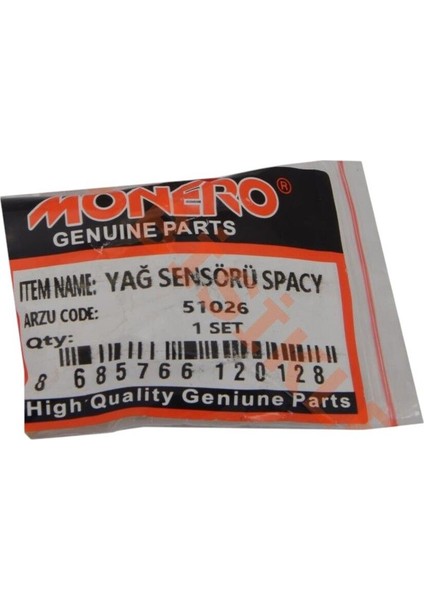 MONERO®
GENUINE PARTS
ITEM NAME: YAĞ SENSÖRÜ SPACY
ARZU CODE: 51026
Qty: 1 SET
8 685766 120128
High Quality Geniune Parts